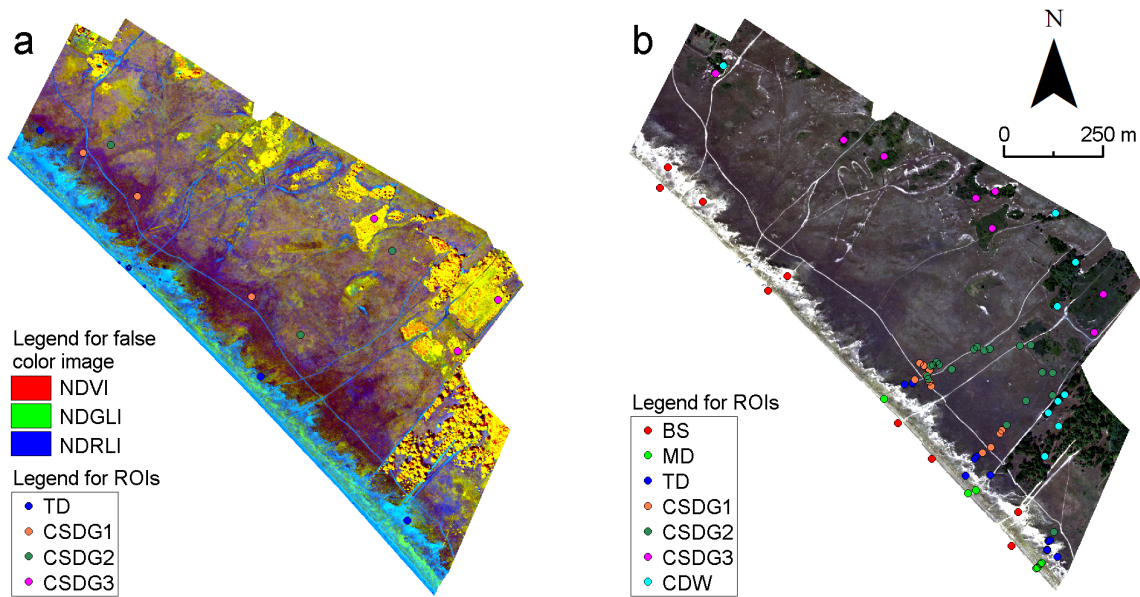 a
Legend for false
color image
NDVI
NDGLI
NDRLI
Legend for ROIs
TD
CSDG1
CSDG2
CSDG3
b
N
0 250 m
Legend for ROIs
BS
MD
TD
CSDG1
CSDG2
CSDG3
CDW